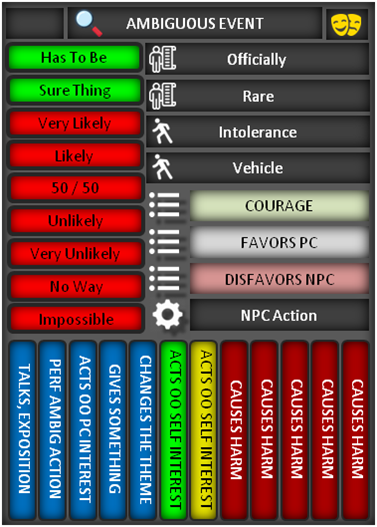 AMBIGUOUS EVENT
Has To Be
Officially
Sure Thing
Rare
Very Likely
Intolerance
Likely
Vehicle
50 / 50
COURAGE
Unlikely
FAVORS PC
Very Unlikely
DISFAVORS NPC
No Way
NPC Action
Impossible
TALKS, EXPOSITION
PERF AMBIG ACTION
ACTS OO PC INTEREST
GIVES SOMETHING
CHANGES THE THEME
ACTS OO SELF INTEREST
ACTS OO SELF INTEREST
CAUSES HARM
CAUSES HARM
CAUSES HARM
CAUSES HARM
CAUSES HARM